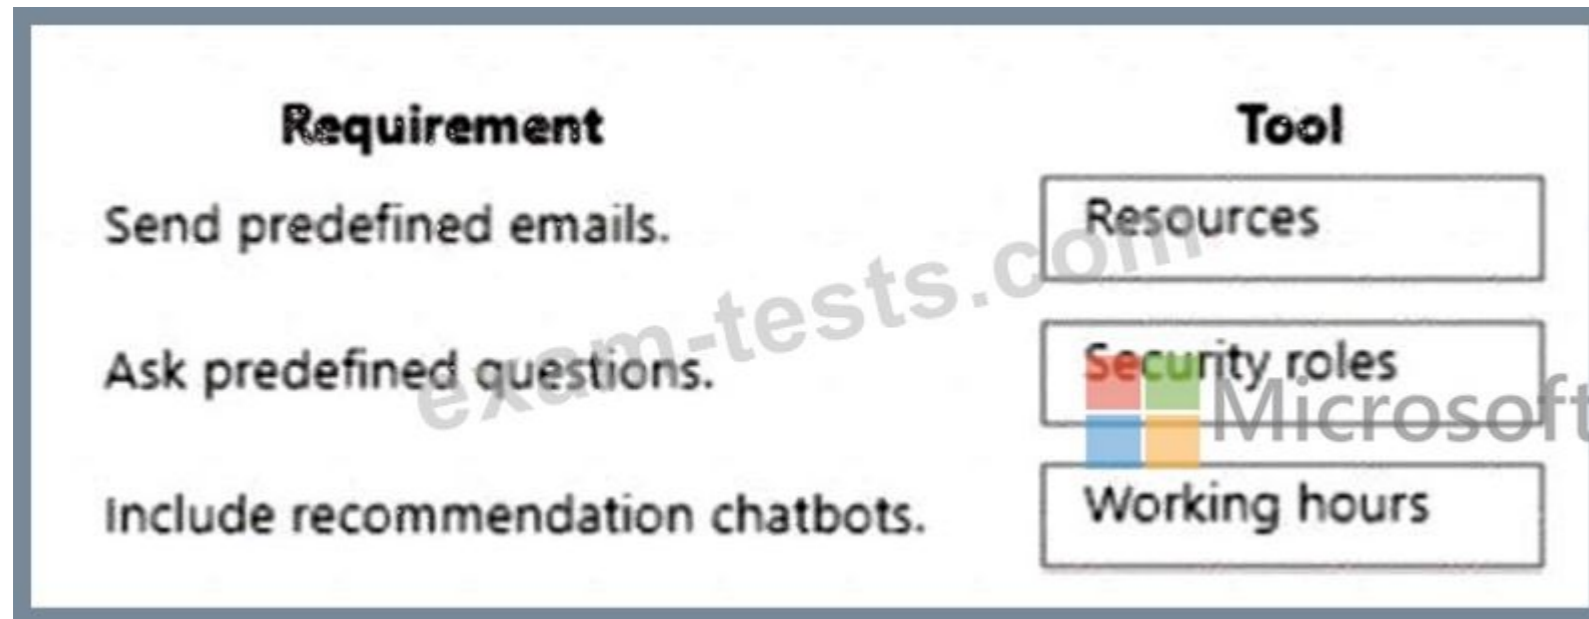 Requirement Tool
Send predefined emails. Resources
Ask predefined questions. Security roles
Include recommendation chatbots. Working hours
exam-tests.com
Microsoft